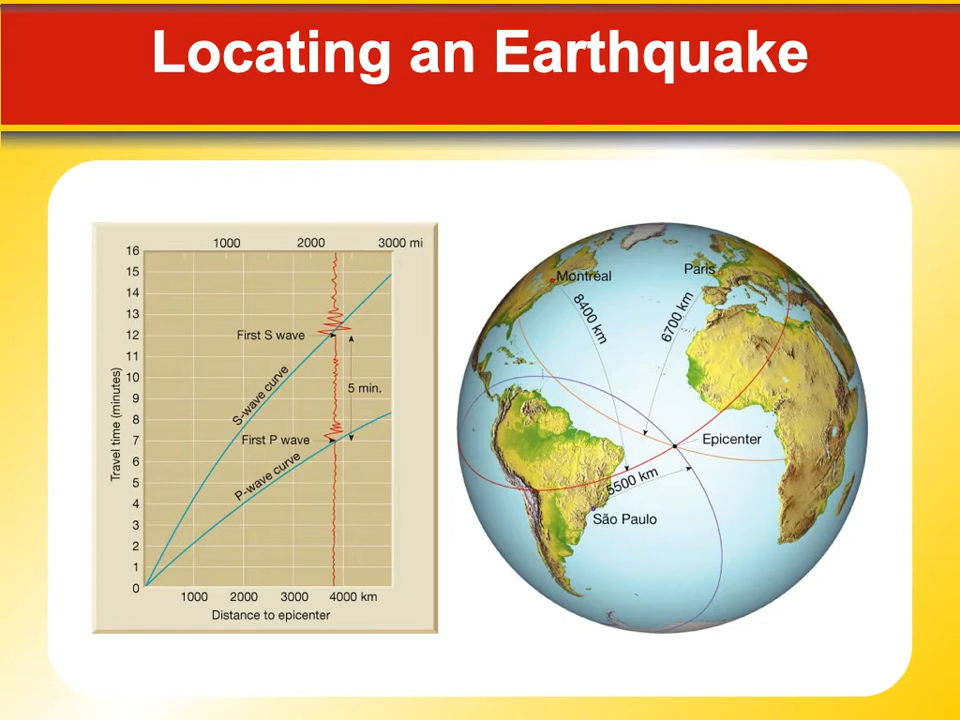 Locating an Earthquake
1000 2000 3000 mi
16
15
14
13
12
11
10
9
8
7
6
5
4
3
2
1
0
Travel time (minutes)
First S wave
5 min.
S-wave curve
First P wave
P-wave curve
1000 2000 3000 4000 km
Distance to epicenter
Montréal
Paris
8400 km
6700 km
Epicenter
5500 km
São Paulo